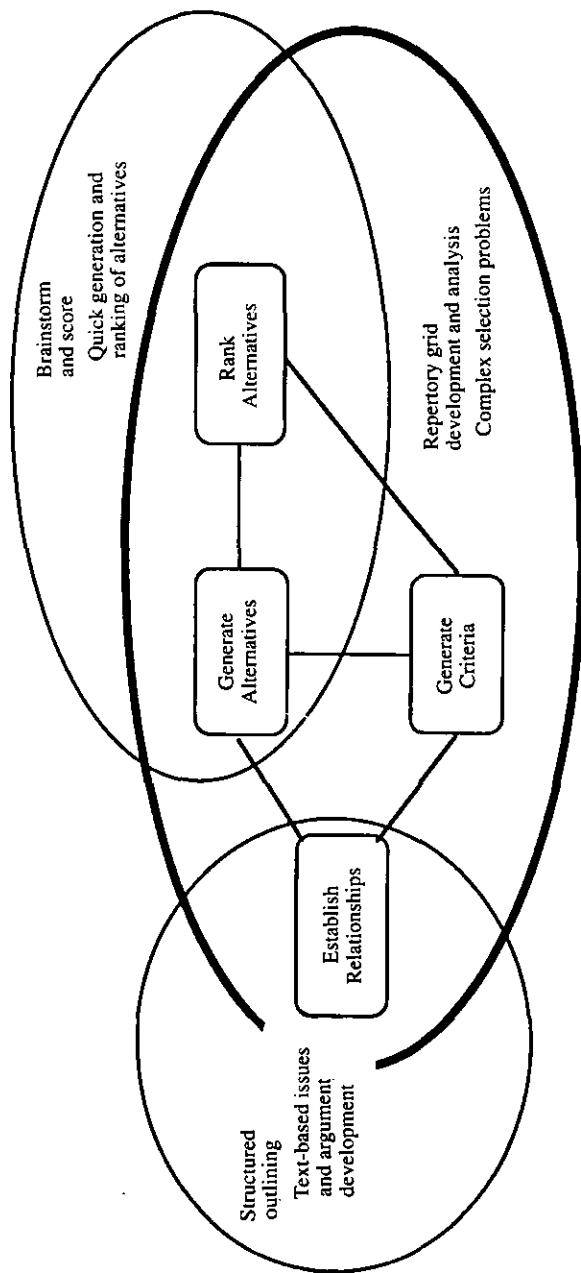 Brainstorm
and score
Quick generation and
ranking of alternatives
Rank
Alternatives
Generate
Alternatives
Repertory grid
development and analysis
Complex selection problems
Generate
Criteria
Establish
Relationships
Structured
outlining
Text-based issues
and argument
development